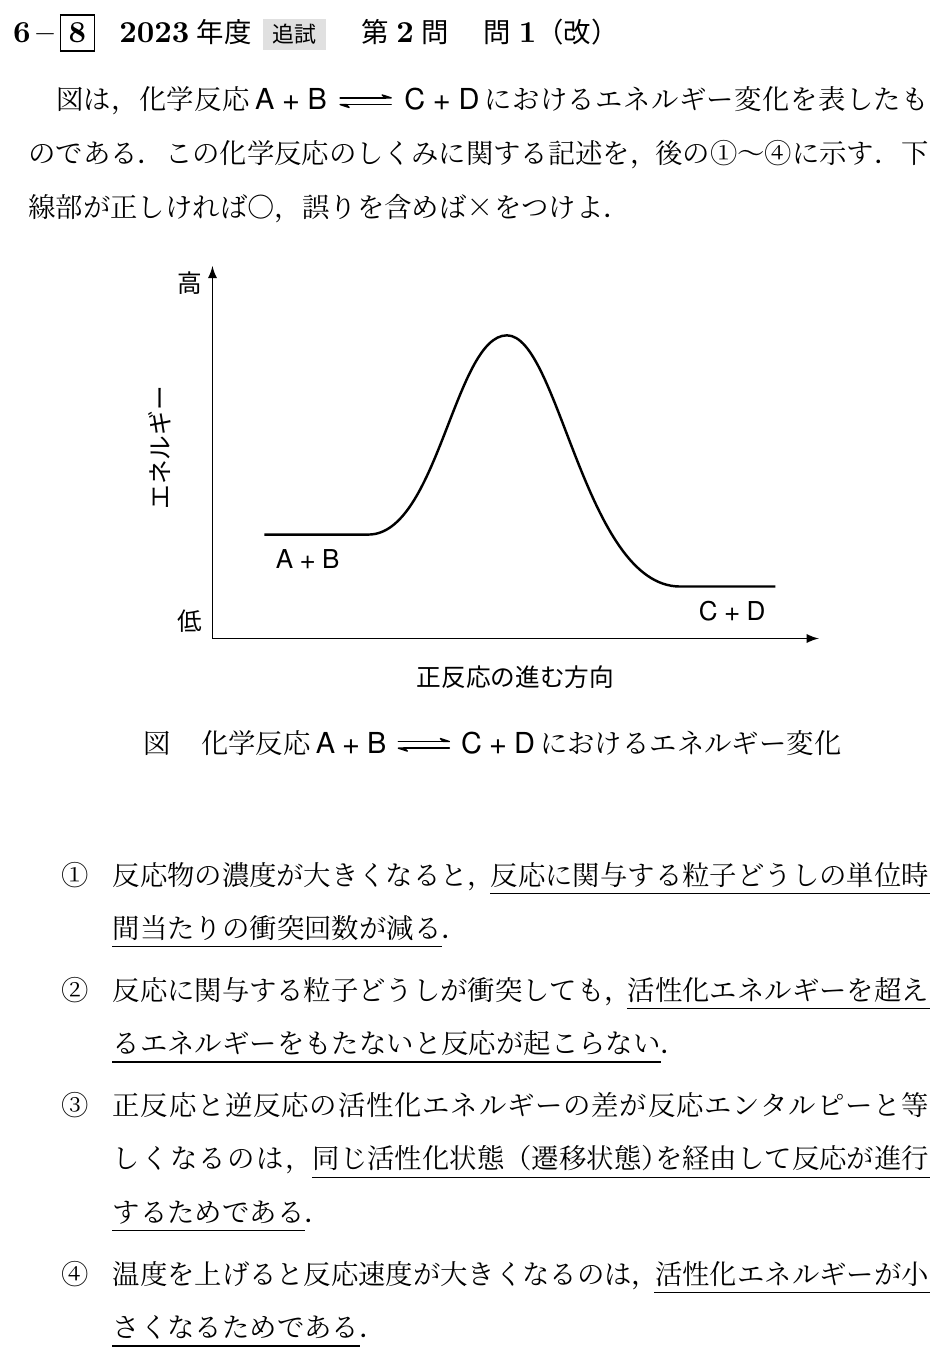 6－8 2023年度 追試 第2問 問1（改）
図は，化学反応 A + B ⇌ C + D におけるエネルギー変化を表したも
のである．この化学反応のしくみに関する記述を，後の①～④に示す．下
線部が正しければ○，誤りを含めば×をつけよ．
高
エネルギー
A + B
C + D
低
正反応の進む方向
図 化学反応 A + B ⇌ C + D におけるエネルギー変化
① 反応物の濃度が大きくなると，反応に関与する粒子どうしの単位時
間当たりの衝突回数が減る．
② 反応に関与する粒子どうしが衝突しても，活性化エネルギーを超え
るエネルギーをもたないと反応が起こらない．
③ 正反応と逆反応の活性化エネルギーの差が反応エンタルピーと等
しくなるのは，同じ活性化状態（遷移状態）を経由して反応が進行
するためである．
④ 温度を上げると反応速度が大きくなるのは，活性化エネルギーが小
さくなるためである．